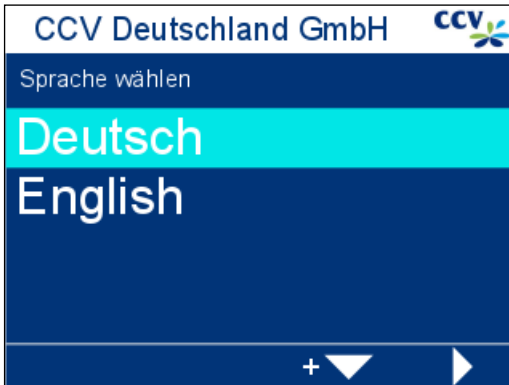 CCV Deutschland GmbH
ccv
Sprache wählen
Deutsch
English
+